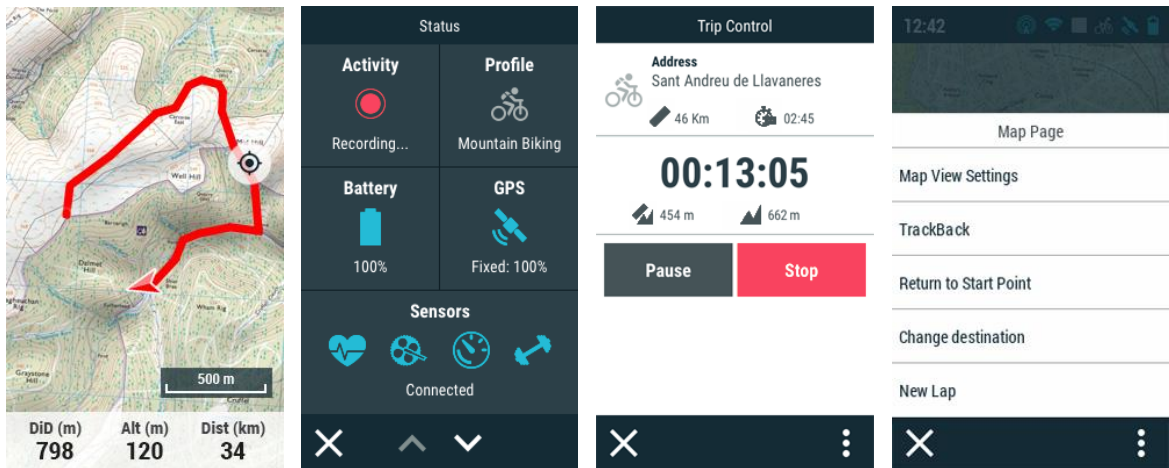 Well Hill
500 m
DiD (m)
798
Alt (m)
120
Dist (km)
34
Status
Activity
Recording...
Profile
Mountain Biking
Battery
100%
GPS
Fixed: 100%
Sensors
Connected
Trip Control
Address
Sant Andreu de Llavaneres
46 Km
02:45
00:13:05
454 m
662 m
Pause
Stop
12:42
Map Page
Map View Settings
TrackBack
Return to Start Point
Change destination
New Lap